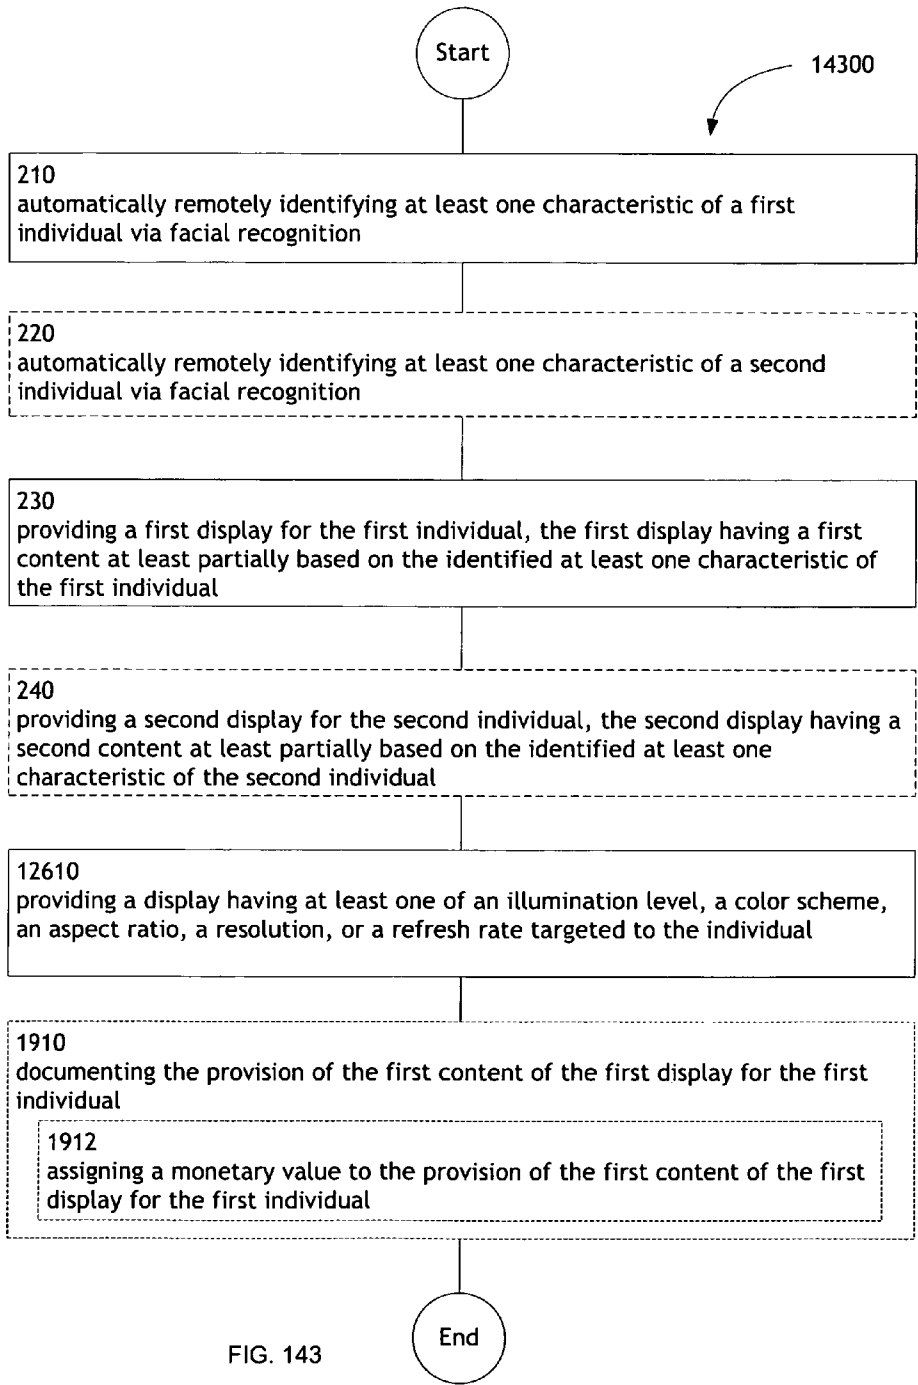 Start
14300
210
automatically remotely identifying at least one characteristic of a first
individual via facial recognition
220
automatically remotely identifying at least one characteristic of a second
individual via facial recognition
230
providing a first display for the first individual, the first display having a first
content at least partially based on the identified at least one characteristic of
the first individual
240
providing a second display for the second individual, the second display having a
second content at least partially based on the identified at least one
characteristic of the second individual
12610
providing a display having at least one of an illumination level, a color scheme,
an aspect ratio, a resolution, or a refresh rate targeted to the individual
1910
documenting the provision of the first content of the first display for the first
individual
1912
assigning a monetary value to the provision of the first content of the first
display for the first individual
End
FIG. 143